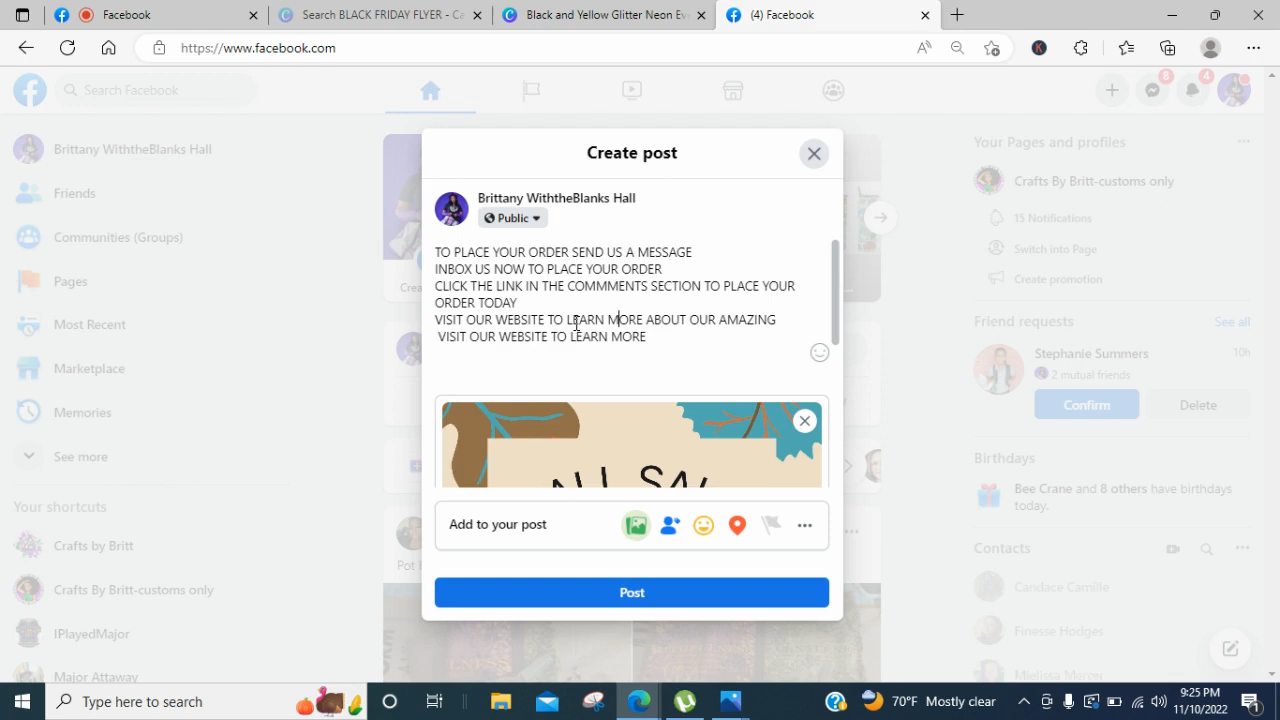 Facebook
Search BLACK FRIDAY FLYER - Ca
Black and Yellow Glitter Neon Eve
(4) Facebook
https://www.facebook.com
Search Facebook
8
4
Brittany WiththeBlanks Hall
Friends
Communities (Groups)
Pages
Most Recent
Marketplace
Memories
See more
Your shortcuts
Crafts by Britt
Crafts By Britt-customs only
IPlayedMajor
Major Attaway
Create post
Brittany WiththeBlanks Hall
Public
TO PLACE YOUR ORDER SEND US A MESSAGE
INBOX US NOW TO PLACE YOUR ORDER
CLICK THE LINK IN THE COMMMENTS SECTION TO PLACE YOUR
ORDER TODAY
VISIT OUR WEBSITE TO LEARN MORE ABOUT OUR AMAZING
VISIT OUR WEBSITE TO LEARN MORE
Add to your post
Post
Your Pages and profiles
Crafts By Britt-customs only
15 Notifications
Switch into Page
Create promotion
Friend requests
See all
Stephanie Summers
10h
2 mutual friends
Confirm
Delete
Birthdays
Bee Crane and 8 others have birthdays
today.
Contacts
Candace Camille
Finesse Hodges
Type here to search
70°F Mostly clear
9:25 PM
11/10/2022
1